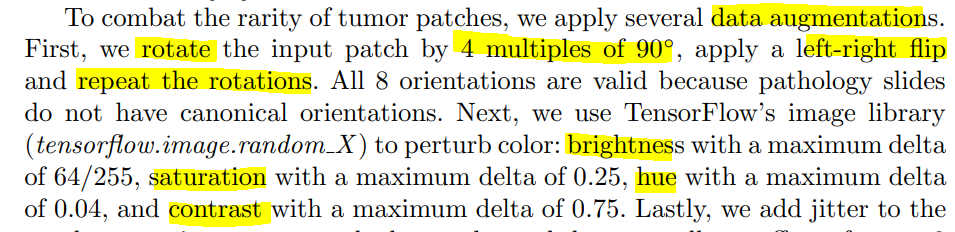 To combat the rarity of tumor patches, we apply several data augmentations.
First, we rotate the input patch by 4 multiples of 90°, apply a left-right flip
and repeat the rotations. All 8 orientations are valid because pathology slides
do not have canonical orientations. Next, we use TensorFlow's image library
(tensorflow.image.random_X) to perturb color: brightness with a maximum delta
of 64/255, saturation with a maximum delta of 0.25, hue with a maximum delta
of 0.04, and contrast with a maximum delta of 0.75. Lastly, we add jitter to the